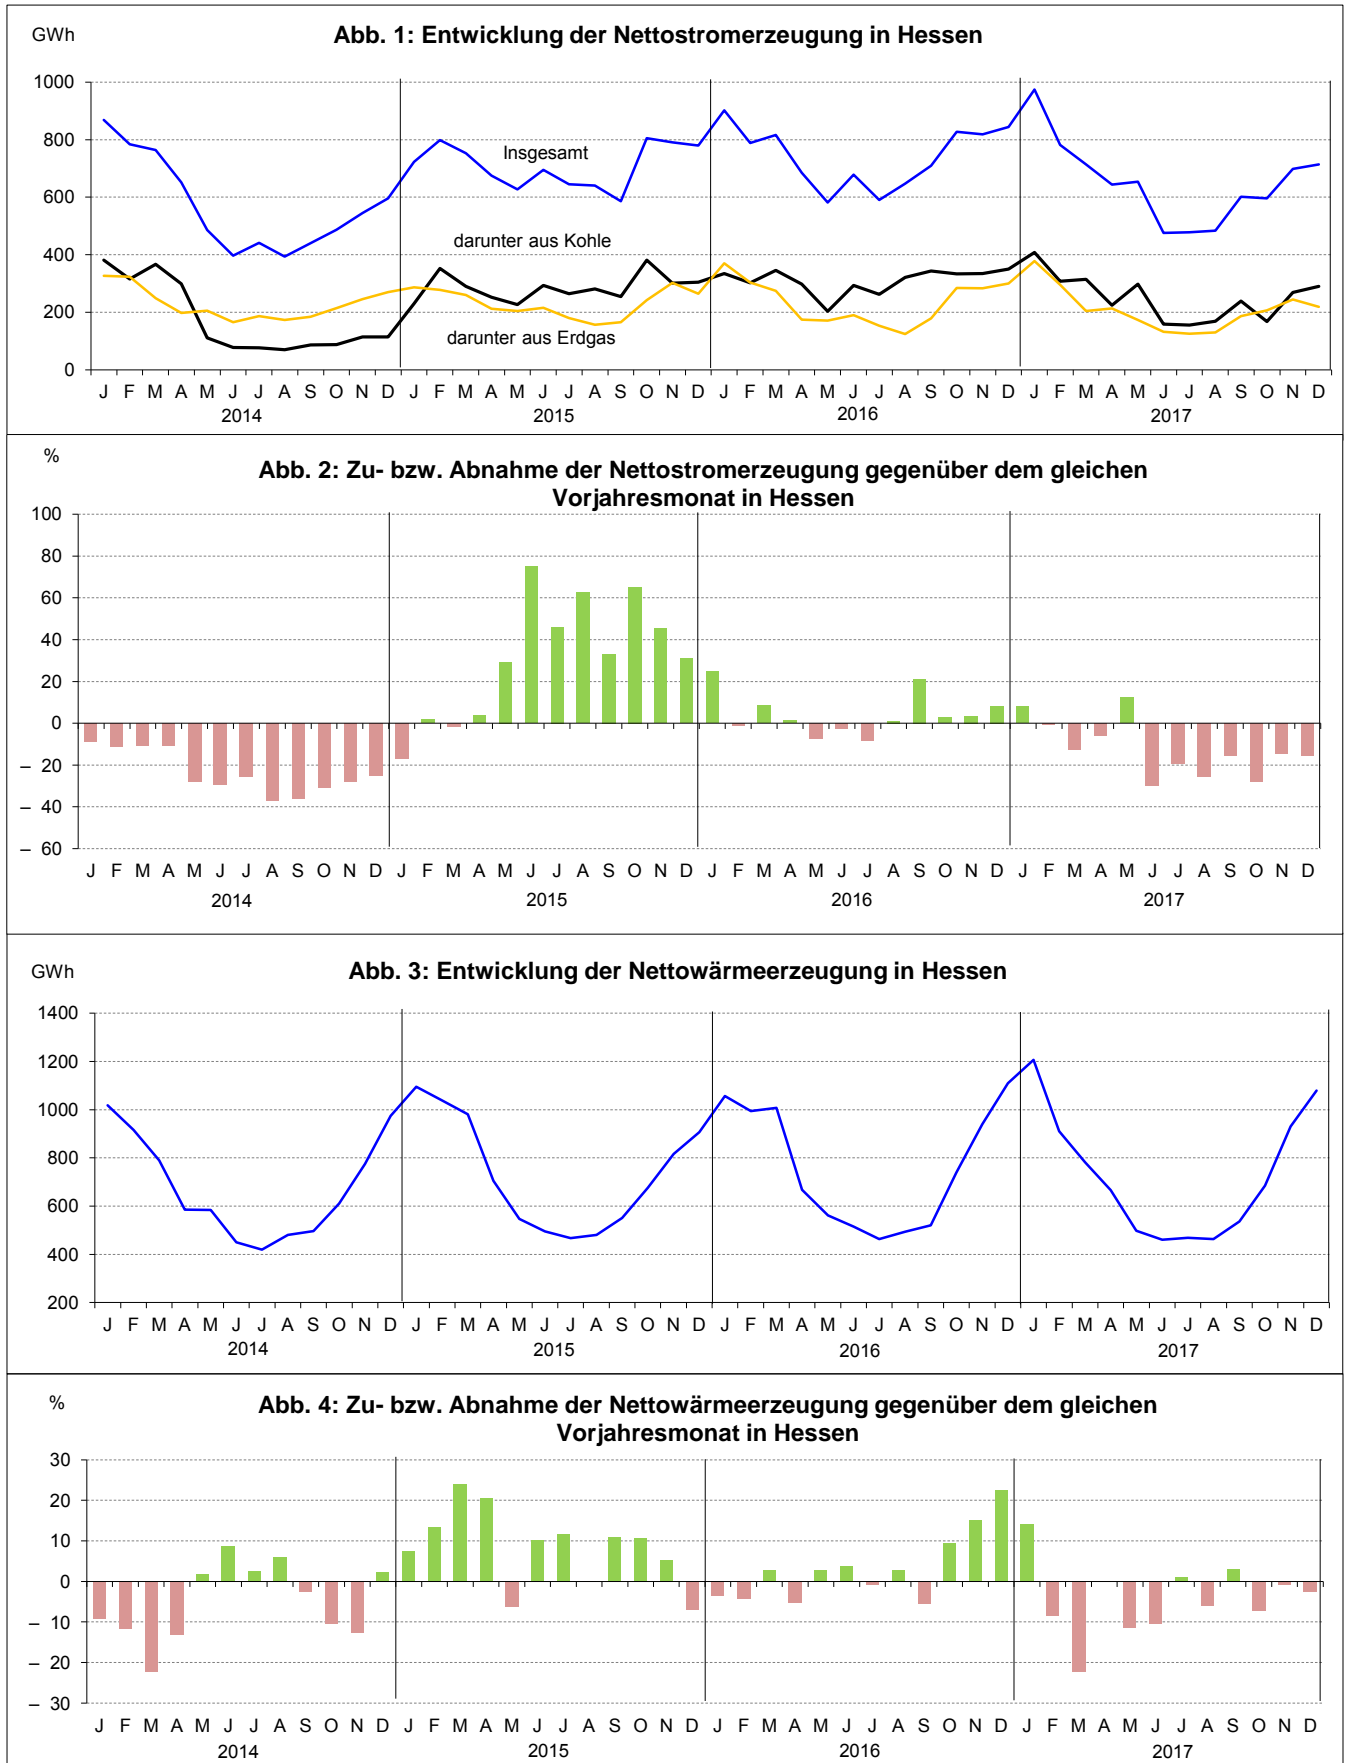 Abb. 1: Entwicklung der Nettostromerzeugung in Hessen
GWh
1000
800
600
400
200
0
Insgesamt
darunter aus Kohle
darunter aus Erdgas
J F M A M J J A S O N D J F M A M J J A S O N D J F M A M J J A S O N D J F M A M J J A S O N D
2014 2015 2016 2017
Abb. 2: Zu- bzw. Abnahme der Nettostromerzeugung gegenüber dem gleichen
Vorjahresmonat in Hessen
%
100
80
60
40
20
0
– 20
– 40
– 60
J F M A M J J A S O N D J F M A M J J A S O N D J F M A M J J A S O N D J F M A M J J A S O N D
2014 2015 2016 2017
Abb. 3: Entwicklung der Nettowärmeerzeugung in Hessen
GWh
1400
1200
1000
800
600
400
200
J F M A M J J A S O N D J F M A M J J A S O N D J F M A M J J A S O N D J F M A M J J A S O N D
2014 2015 2016 2017
Abb. 4: Zu- bzw. Abnahme der Nettowärmeerzeugung gegenüber dem gleichen
Vorjahresmonat in Hessen
%
30
20
10
0
– 10
– 20
– 30
J F M A M J J A S O N D J F M A M J J A S O N D J F M A M J J A S O N D J F M A M J J A S O N D
2014 2015 2016 2017